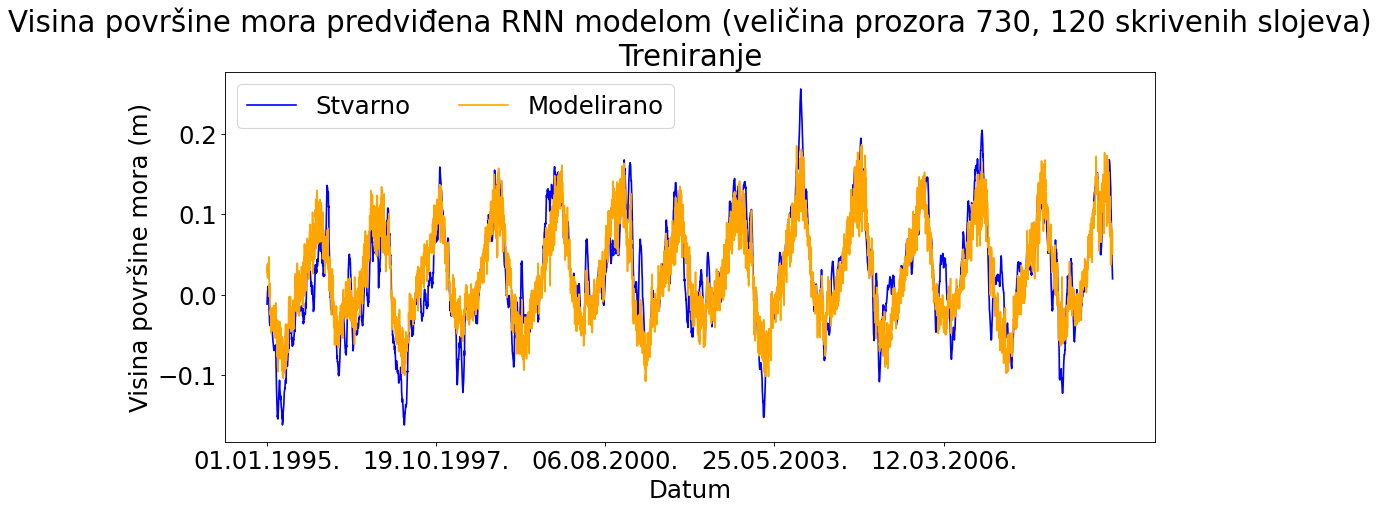 Visina površine mora predviđena RNN modelom (veličina prozora 730, 120 skrivenih slojeva)
Treniranje
Stvarno
Modelirano
Visina površine mora (m)
0.2
0.1
0.0
−0.1
01.01.1995.
19.10.1997.
06.08.2000.
25.05.2003.
12.03.2006.
Datum